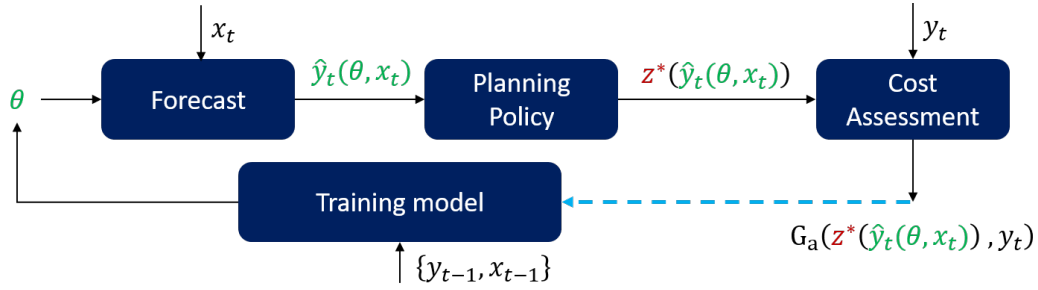 x_t
y_t
θ
Forecast
ŷ_t(θ, x_t)
Planning
Policy
z*(ŷ_t(θ, x_t))
Cost
Assessment
Training model
G_a(z*(ŷ_t(θ, x_t)) , y_t)
{y_{t−1}, x_{t−1}}